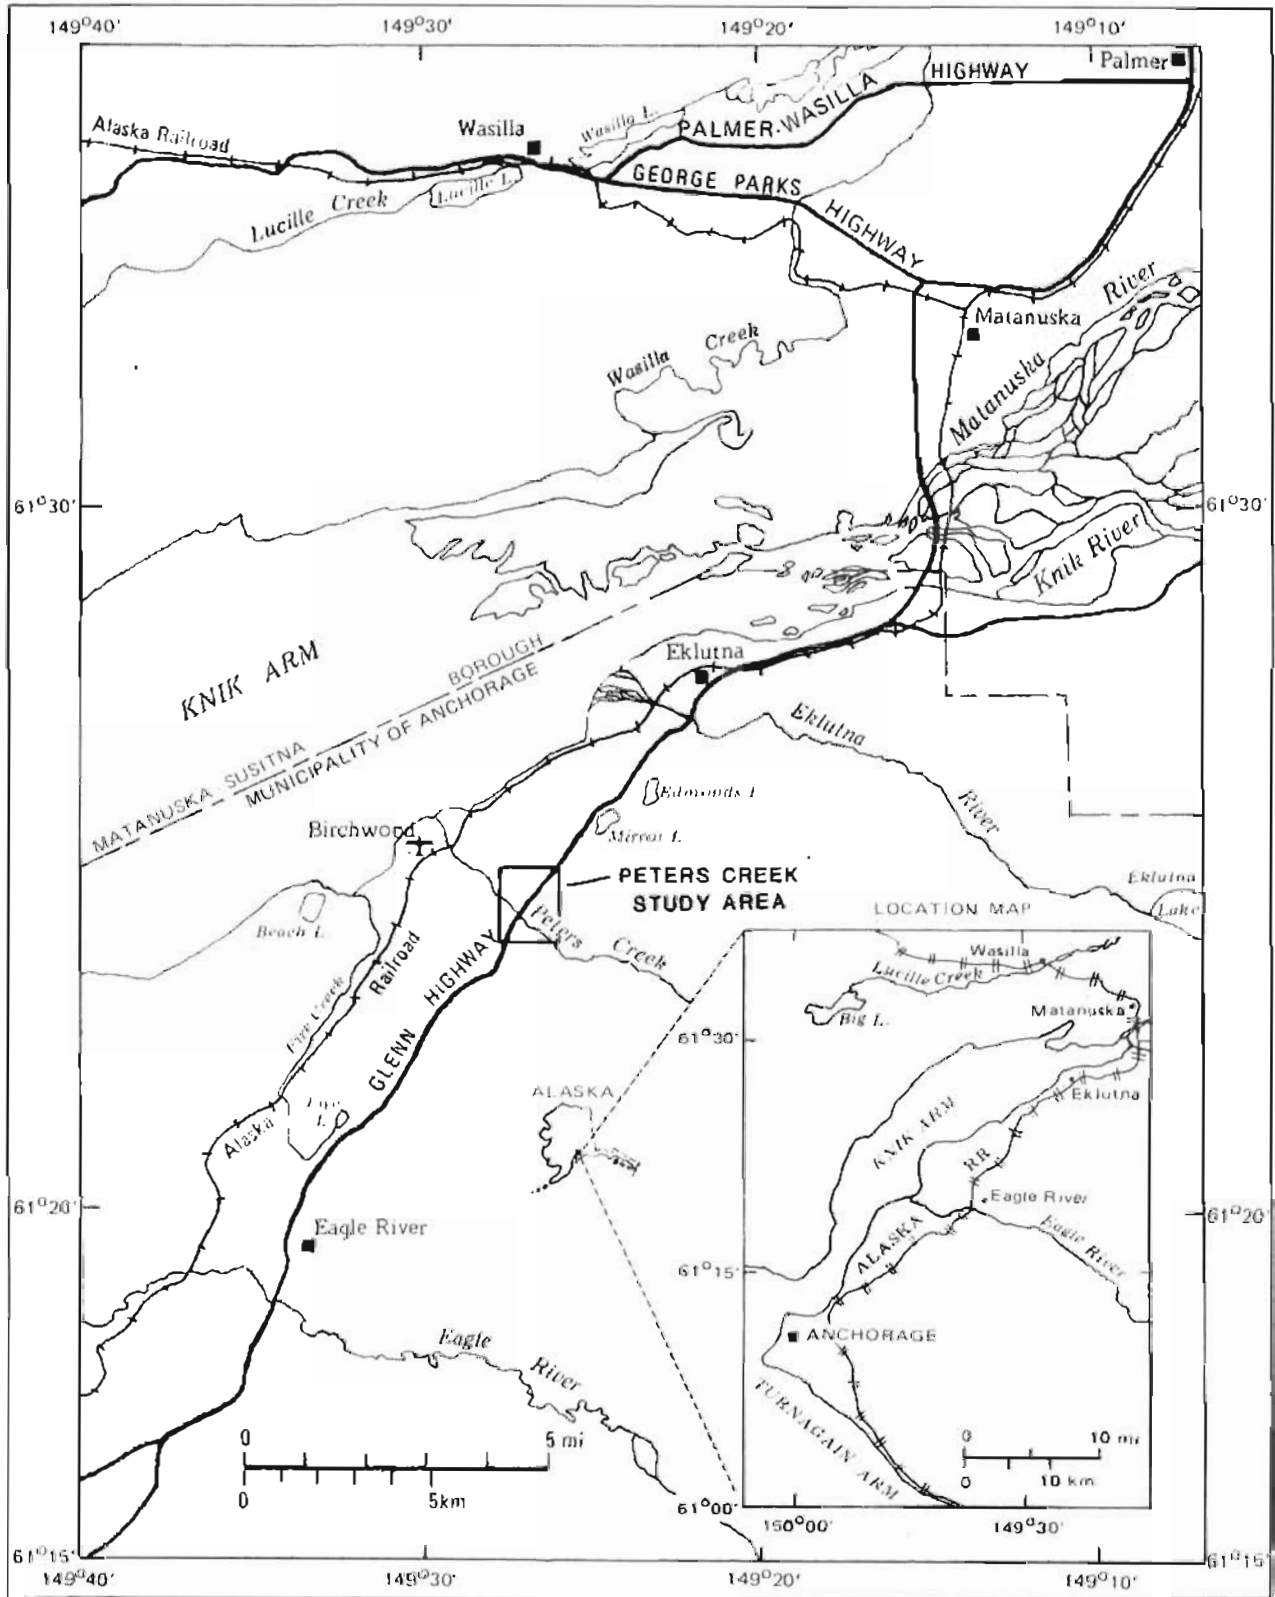 149°40'
149°30'
149°20'
149°10'
Palmer
HIGHWAY
PALMER-WASILLA
Wasilla L.
Wasilla
Alaska Railroad
GEORGE PARKS
HIGHWAY
Lucille L.
Lucille Creek
River
Matanuska
Matanuska
Wasilla Creek
61°30'
61°30'
Knik River
KNIK ARM
Eklutna
BOROUGH
MATANUSKA-SUSITNA
MUNICIPALITY OF ANCHORAGE
Eklutna
River
Edmonds L
Mirror L
Birchwood
PETERS CREEK
STUDY AREA
Eklutna
Lake
Beach L
Peters
Creek
Fire Creek
Railroad
Alaska
GLENN HIGHWAY
L
ALASKA
61°20'
61°20'
Eagle River
Eagle
River
0
5 mi
0
5km
61°15'
61°15'
149°40'
149°30'
149°20'
149°10'
LOCATION MAP
Wasilla
Lucille Creek
Big L.
Matanuska
61°30'
Eklutna
KNIK ARM
RR
ALASKA
Eagle River
Eagle River
61°15'
ANCHORAGE
TURNAGAIN ARM
0
10 mi
0
10 km
61°00'
150°00'
149°30'